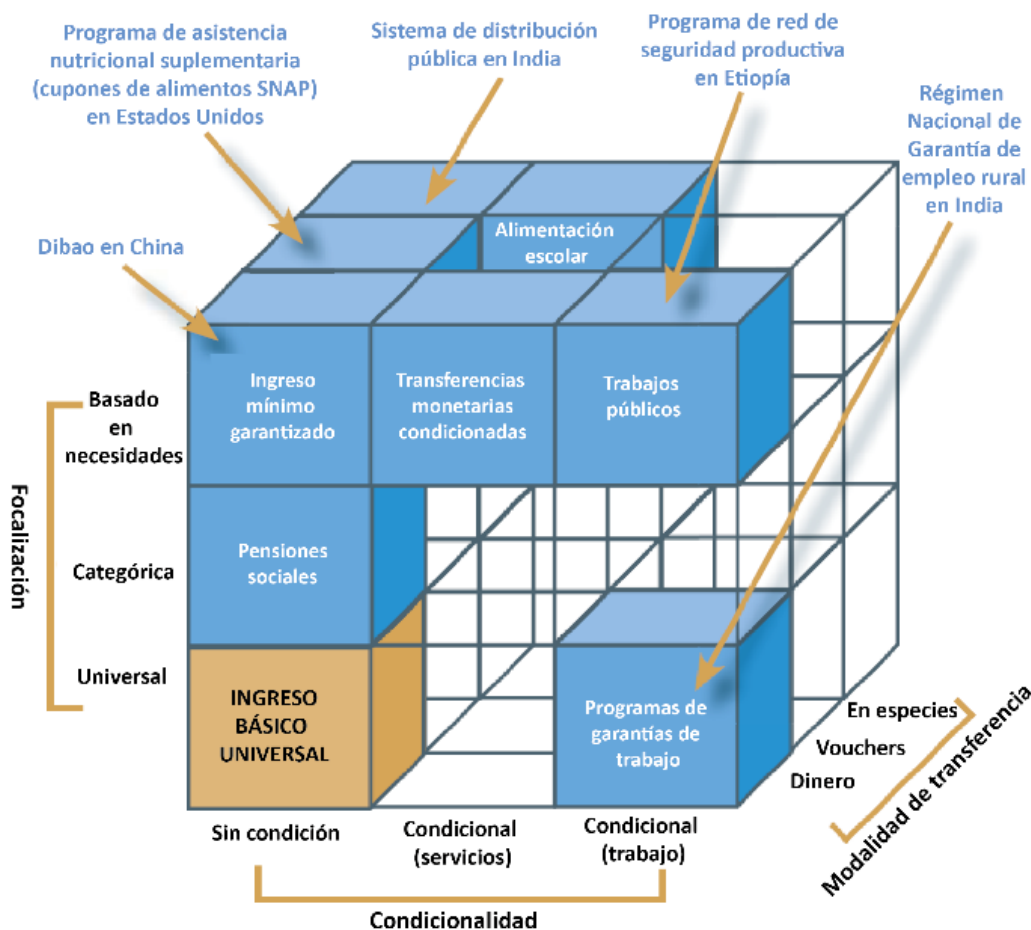 Programa de asistencia
nutricional suplementaria
(cupones de alimentos SNAP)
en Estados Unidos
Sistema de distribución
pública en India
Programa de red de
seguridad productiva
en Etiopía
Régimen
Nacional de
Garantía de
empleo rural
en India
Dibao en China
Alimentación
escolar
Ingreso
mínimo
garantizado
Transferencias
monetarias
condicionadas
Trabajos
públicos
Basado
en
necesidades
Focalización
Categórica
Pensiones
sociales
Universal
INGRESO
BÁSICO
UNIVERSAL
Programas de
garantías de
trabajo
En especies
Vouchers
Dinero
Modalidad de transferencia
Sin condición
Condicional
(servicios)
Condicional
(trabajo)
Condicionalidad